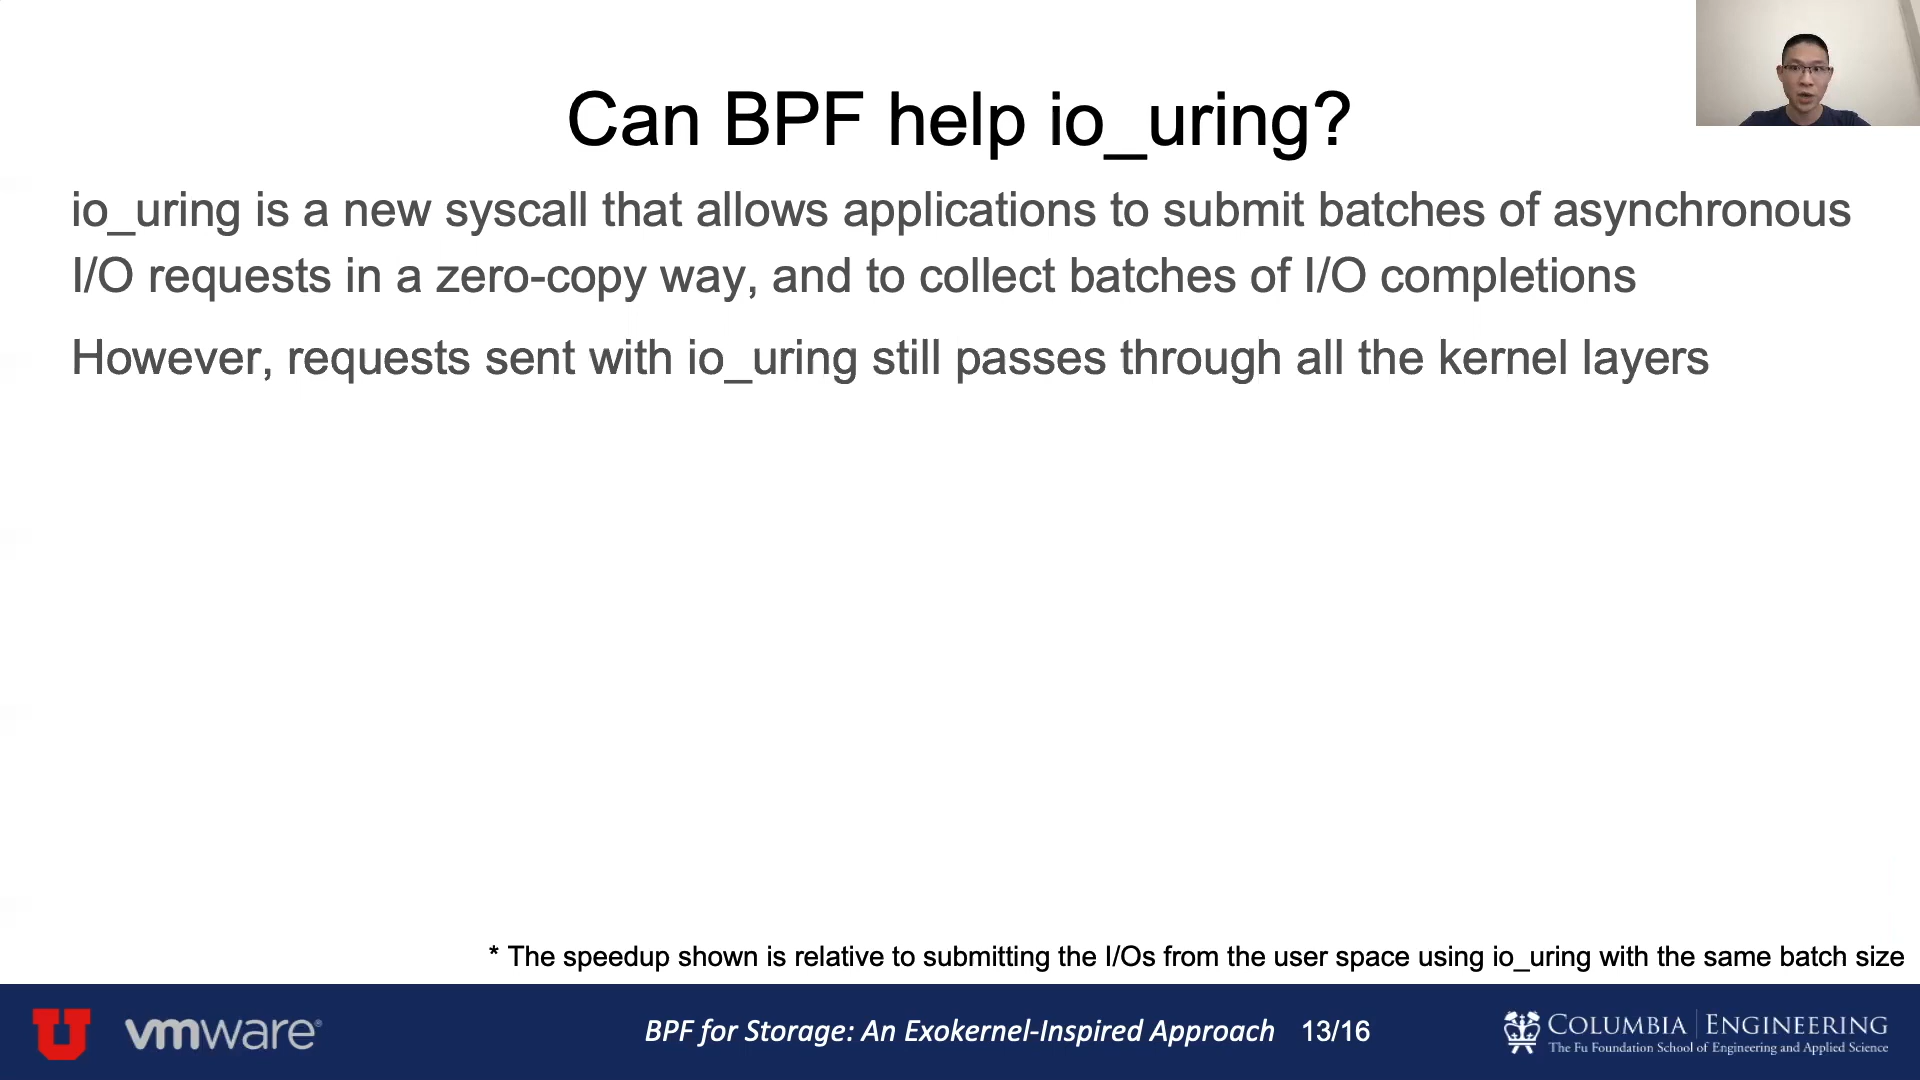 Can BPF help io_uring?
io_uring is a new syscall that allows applications to submit batches of asynchronous
I/O requests in a zero-copy way, and to collect batches of I/O completions
However, requests sent with io_uring still passes through all the kernel layers
* The speedup shown is relative to submitting the I/Os from the user space using io_uring with the same batch size
U vmware®
BPF for Storage: An Exokernel-Inspired Approach 13/16
COLUMBIA | ENGINEERING
The Fu Foundation School of Engineering and Applied Science